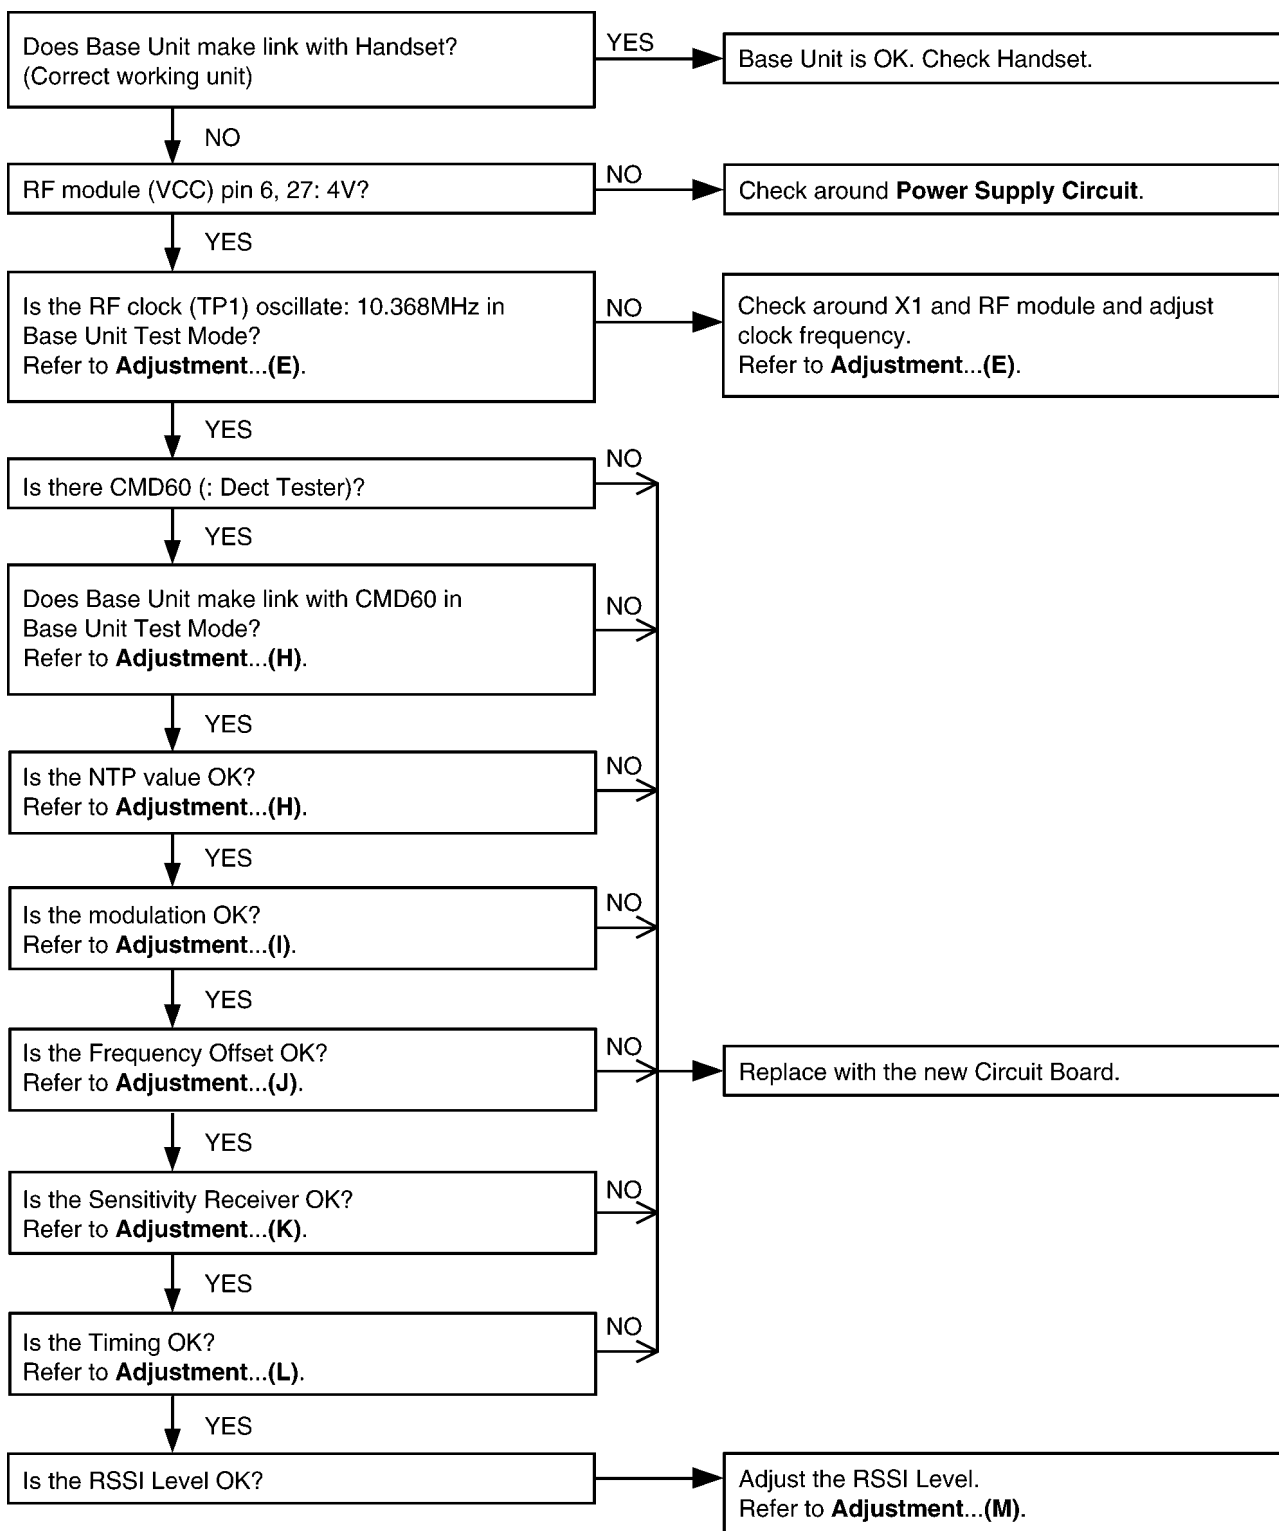 Does Base Unit make link with Handset?
(Correct working unit)
YES
Base Unit is OK. Check Handset.
NO
RF module (VCC) pin 6, 27: 4V?
NO
Check around Power Supply Circuit.
YES
Is the RF clock (TP1) oscillate: 10.368MHz in
Base Unit Test Mode?
Refer to Adjustment...(E).
NO
Check around X1 and RF module and adjust
clock frequency.
Refer to Adjustment...(E).
YES
Is there CMD60 (: Dect Tester)?
NO
YES
Does Base Unit make link with CMD60 in
Base Unit Test Mode?
Refer to Adjustment...(H).
NO
YES
Is the NTP value OK?
Refer to Adjustment...(H).
NO
YES
Is the modulation OK?
Refer to Adjustment...(I).
NO
YES
Is the Frequency Offset OK?
Refer to Adjustment...(J).
NO
Replace with the new Circuit Board.
YES
Is the Sensitivity Receiver OK?
Refer to Adjustment...(K).
NO
YES
Is the Timing OK?
Refer to Adjustment...(L).
NO
YES
Is the RSSI Level OK?
Adjust the RSSI Level.
Refer to Adjustment...(M).